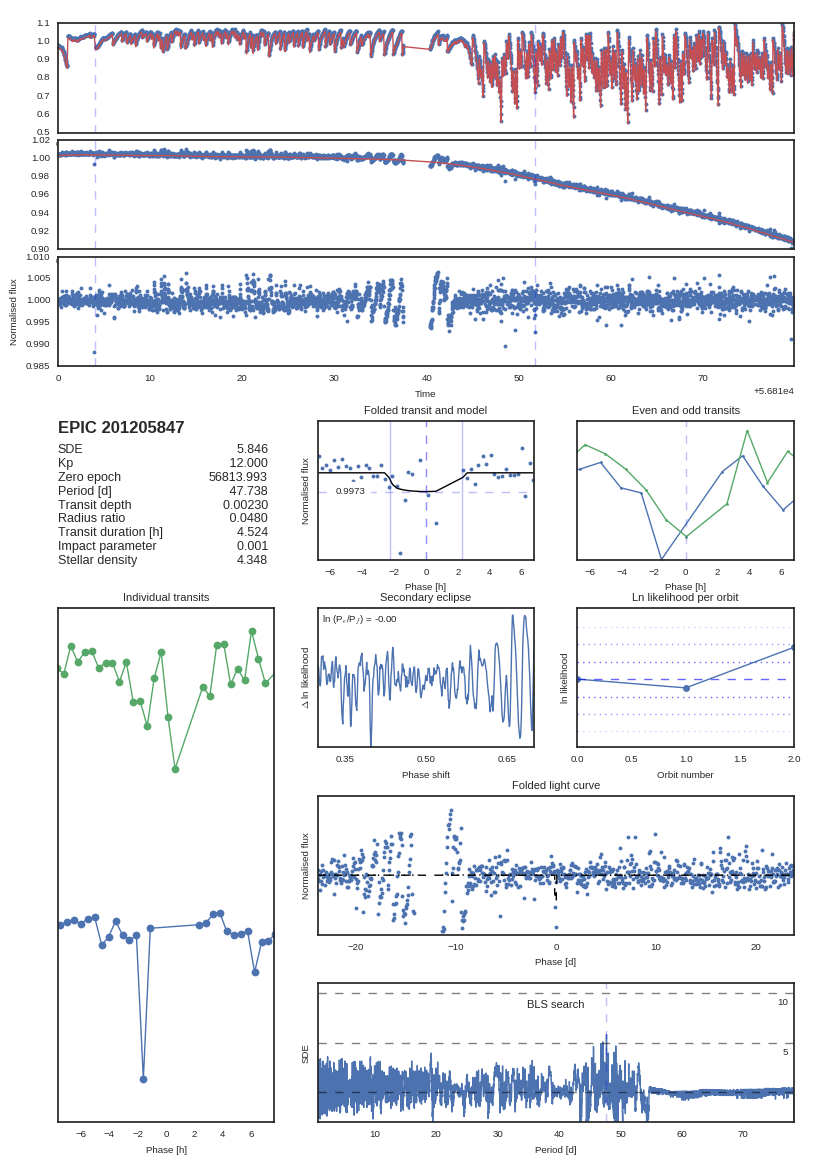 1.1
1.0
0.9
0.8
0.7
0.6
0.5
1.02
1.00
0.98
0.96
0.94
0.92
0.90
1.010
1.005
1.000
0.995
0.990
0.985
Normalised flux
0 10 20 30 40 50 60 70
Time
+5.681e4
EPIC 201205847
SDE 5.846
Kp 12.000
Zero epoch 56813.993
Period [d] 47.738
Transit depth 0.00230
Radius ratio 0.0480
Transit duration [h] 4.524
Impact parameter 0.001
Stellar density 4.348
Folded transit and model
Normalised flux
0.9973
−6 −4 −2 0 2 4 6
Phase [h]
Even and odd transits
−6 −4 −2 0 2 4 6
Phase [h]
Individual transits
−6 −4 −2 0 2 4 6
Phase [h]
Secondary eclipse
Δ ln likelihood
0.35 0.50 0.65
Phase shift
Ln likelihood per orbit
ln likelihood
0.0 0.5 1.0 1.5 2.0
Orbit number
Folded light curve
Normalised flux
−20 −10 0 10 20
Phase [d]
BLS search
10
5
SDE
10 20 30 40 50 60 70
Period [d]